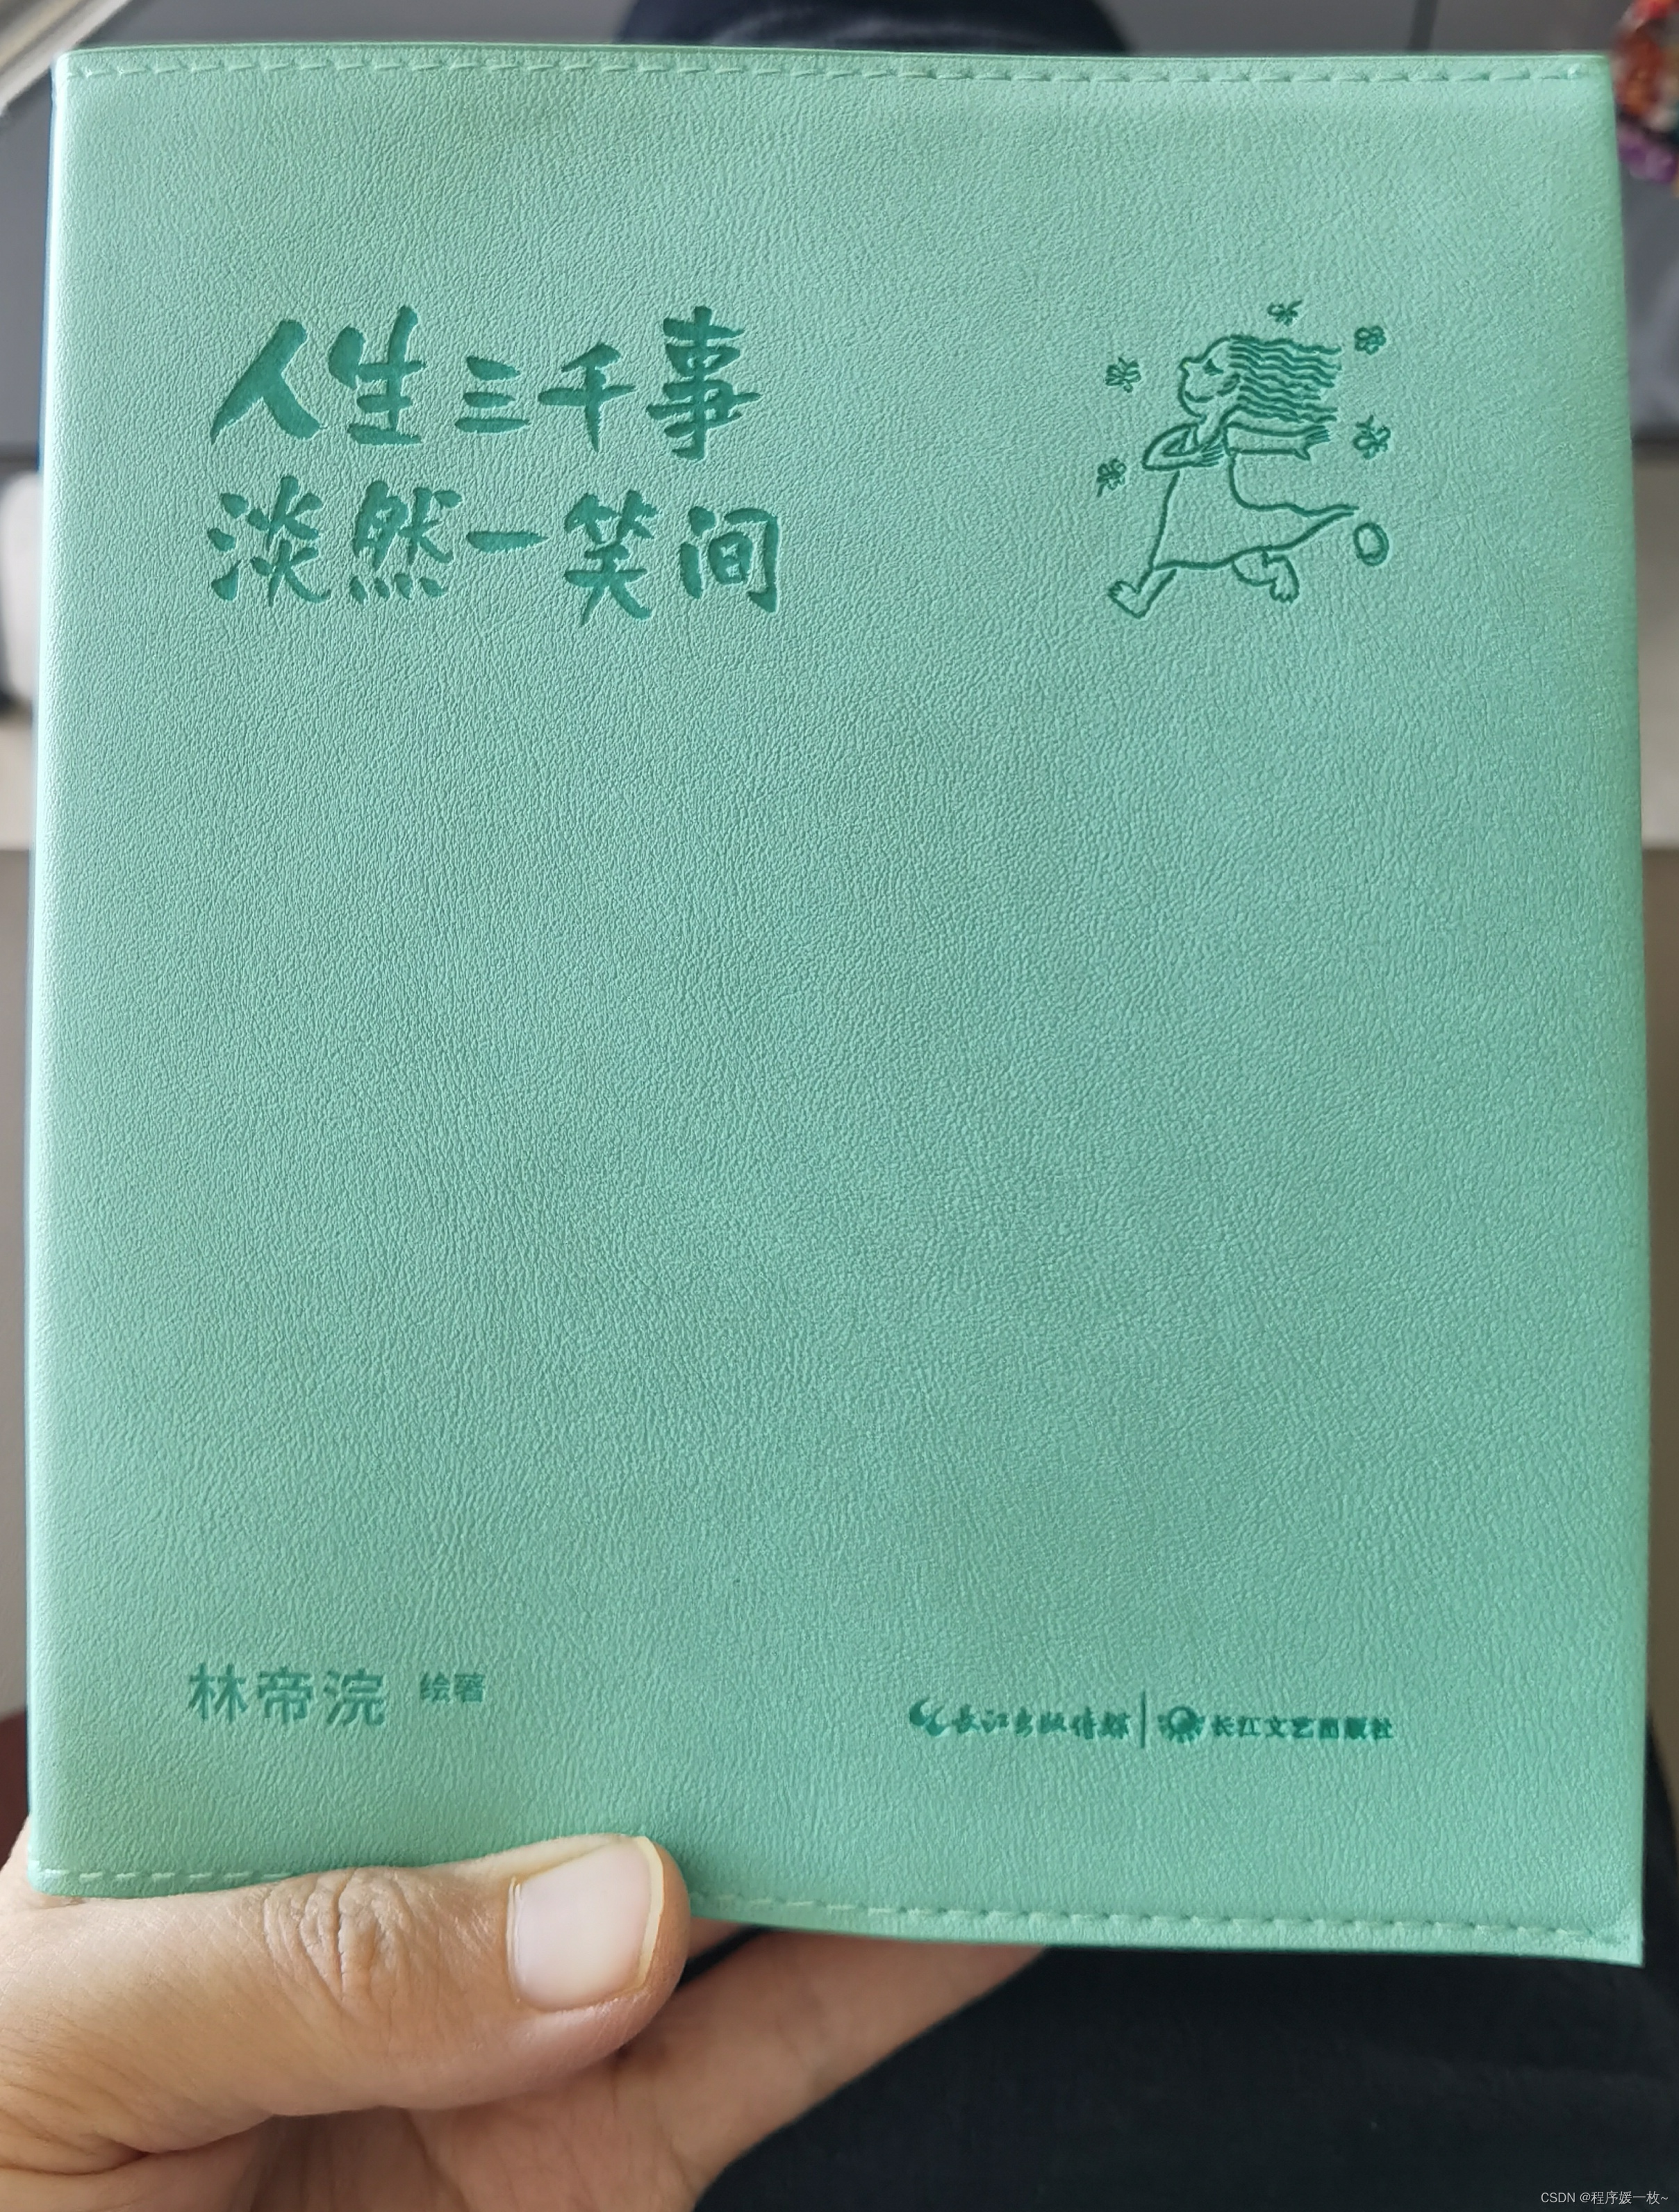 人生三千事
淡然一笑间
林帝浣 绘著
长江出版传媒 长江文艺出版社
CSDN @程序媛一枚~